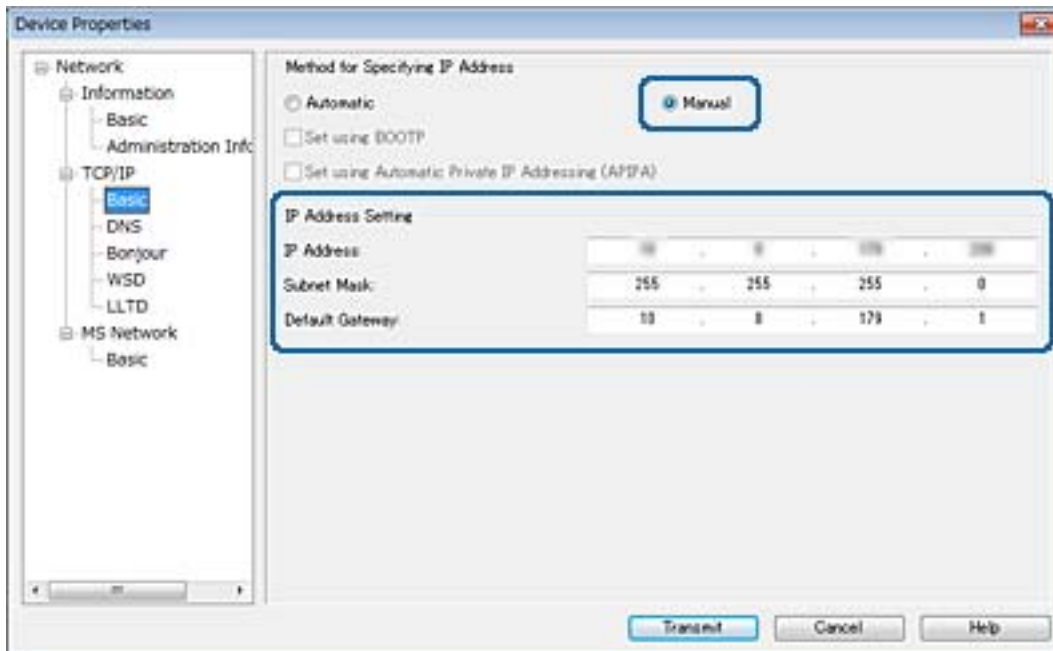 Device Properties
Network
Information
Basic
Administration Info
TCP/IP
Basic
DNS
Bonjour
WSD
LLTD
MS Network
Basic
Method for Specifying IP Address
Automatic
Manual
Set using BOOTP
Set using Automatic Private IP Addressing (APIPA)
IP Address Setting
IP Address
Subnet Mask: 255 . 255 . 255 . 0
Default Gateway: 10 . 8 . 179 . 1
Transmit Cancel Help